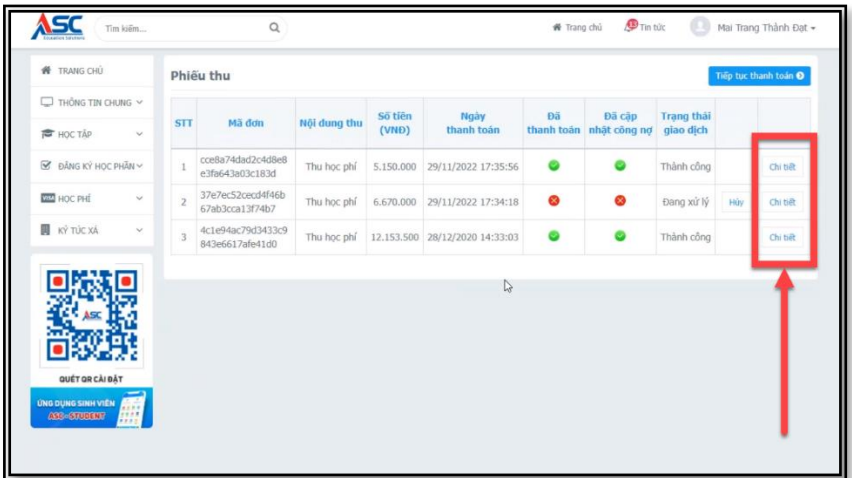 ASC
Tìm kiếm...
Trang chủ
13
Tin tức
Mai Trang Thành Đạt
TRANG CHỦ
THÔNG TIN CHUNG
HỌC TẬP
ĐĂNG KÝ HỌC PHẦN
VISA HỌC PHÍ
KÝ TÚC XÁ
Phiếu thu
Tiếp tục thanh toán
STT
Mã đơn
Nội dung thu
Số tiền
(VNĐ)
Ngày
thanh toán
Đã
thanh toán
Đã cập
nhật công nợ
Trạng thái
giao dịch
1
cce8a74dad2c4d8e8
e3fa643a03c183d
Thu học phí
5.150.000
29/11/2022 17:35:56
Thành công
Chi tiết
2
37e7ec52cecd4f46b
67ab3cca13f74b7
Thu học phí
6.670.000
29/11/2022 17:34:18
Đang xử lý
Hủy
Chi tiết
3
4c1e94ac79d3433c9
843e6617afe41d0
Thu học phí
12.153.500
28/12/2020 14:33:03
Thành công
Chi tiết
ASC
QUÉT QR CÀI ĐẶT
ỨNG DỤNG SINH VIÊN
ASC-STUDENT